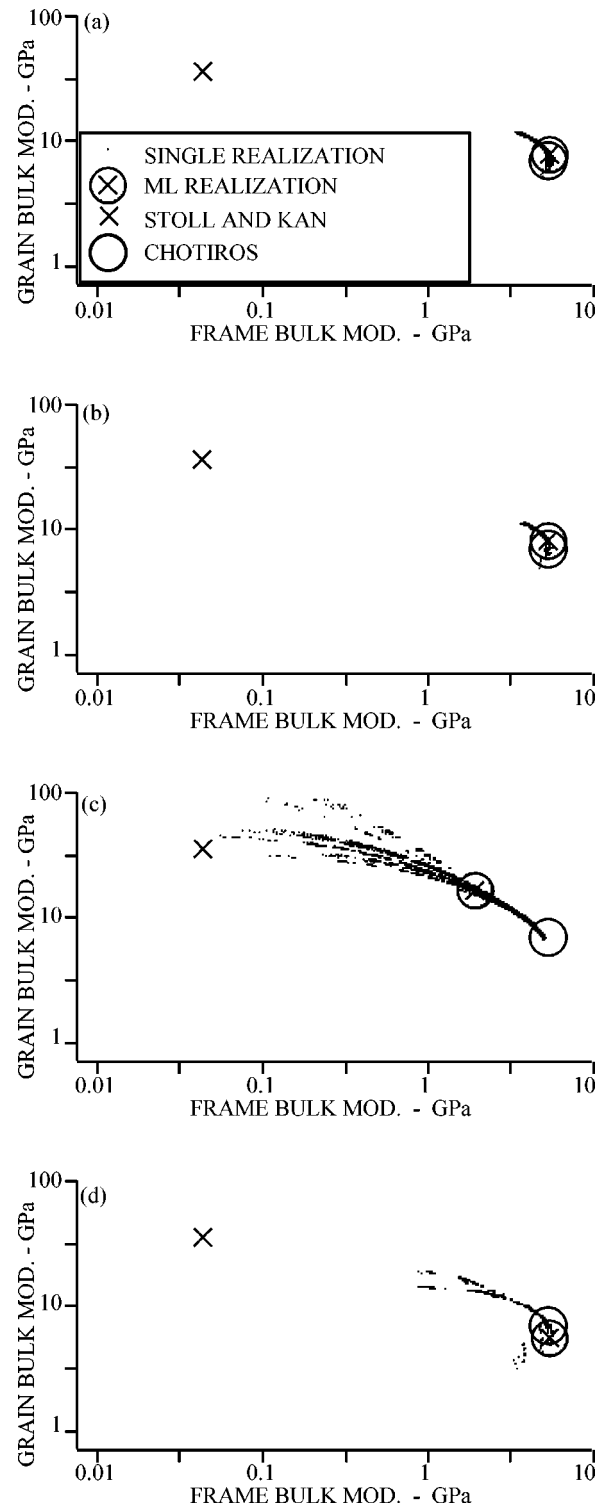 (a)
100
10
1
GRAIN BULK MOD. - GPa
SINGLE REALIZATION
ML REALIZATION
STOLL AND KAN
CHOTIROS
0.01 0.1 1 10
FRAME BULK MOD. - GPa
(b)
100
10
1
GRAIN BULK MOD. - GPa
0.01 0.1 1 10
FRAME BULK MOD. - GPa
(c)
100
10
1
GRAIN BULK MOD. - GPa
0.01 0.1 1 10
FRAME BULK MOD. - GPa
(d)
100
10
1
GRAIN BULK MOD. - GPa
0.01 0.1 1 10
FRAME BULK MOD. - GPa